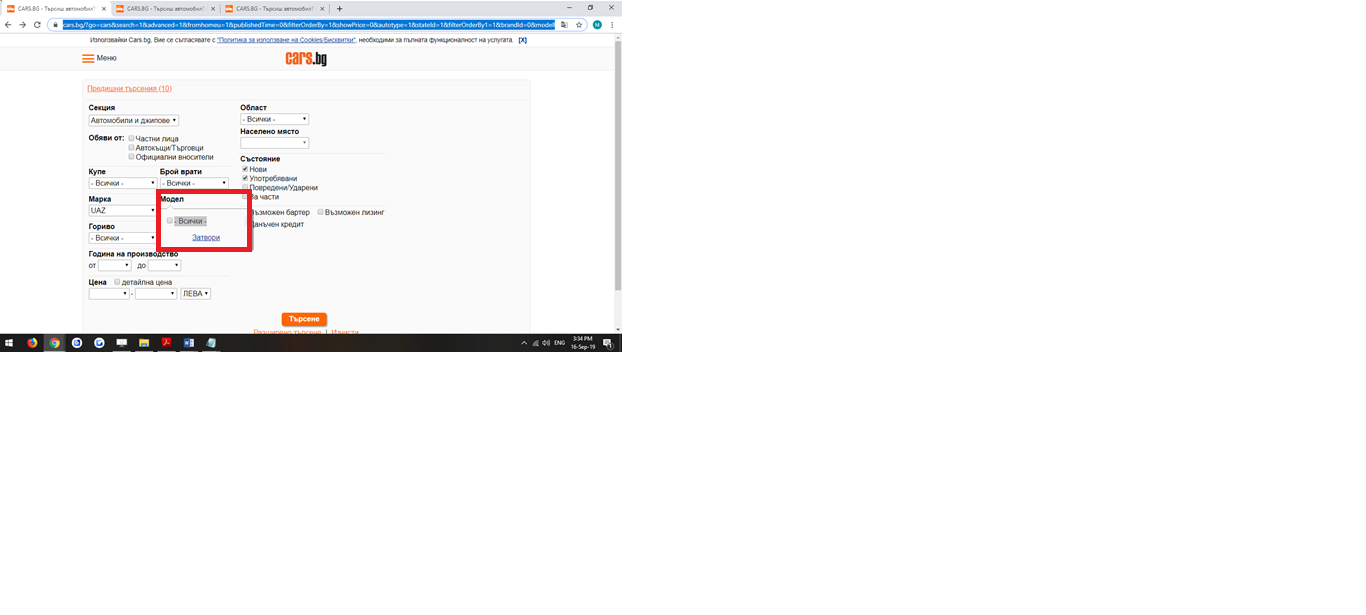 CARS.BG - Търсиш автомобил?
CARS.BG - Търсиш автомобил?
CARS.BG - Търсиш автомобил?
cars.bg/?go=cars&search=1&advanced=1&fromhomeu=1&publishedTime=0&filterOrderBy=1&showPrice=0&autotype=1&stateId=1&filterOrderBy1=1&brandId=0&model
M
Използвайки Cars.bg, Вие се съгласявате с "Политика за използване на Cookies/Бисквитки", необходими за пълната функционалност на услугата. [X]
Меню
cars.bg
Предишни търсения (10)
Секция
Автомобили и джипове
Обяви от:
Частни лица
Автокъщи/Търговци
Официални вносители
Купе
Брой врати
- Всички -
- Всички -
Марка
Модел
UAZ
- Всички -
Затвори
Гориво
- Всички -
Година на производство
от
до
Цена
детайлна цена
-
ЛЕВА
Област
- Всички -
Населено място
Състояние
Нови
Употребявани
Повредени/Ударени
За части
Възможен бартер
Възможен лизинг
Данъчен кредит
Търсене
Разширено търсене | Изчисти
ENG
3:34 PM
16-Sep-19
1